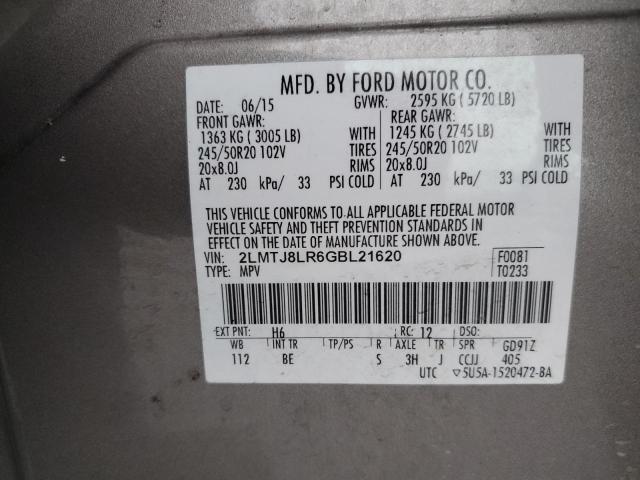 MFD. BY FORD MOTOR CO.
DATE: 06/15 GVWR: 2595 KG ( 5720 LB)
FRONT GAWR: REAR GAWR:
1363 KG ( 3005 LB) 1245 KG ( 2745 LB) WITH
245/50R20 102V 245/50R20 102V TIRES
20x8.0J 20x8.0J RIMS
AT 230 kPa/ 33 PSI COLD AT 230 kPa/ 33 PSI COLD
THIS VEHICLE CONFORMS TO ALL APPLICABLE FEDERAL MOTOR
VEHICLE SAFETY AND THEFT PREVENTION STANDARDS IN
EFFECT ON THE DATE OF MANUFACTURE SHOWN ABOVE.
VIN: 2LMTJ8LR6GBL21620 F0081
TYPE: MPV T0233
EXT PNT: H6 RC: 12 DSO:
WB INT TR TP/PS R AXLE TR SPR GD91Z
112 BE S 3H J CCJJ 405
UTC ▽5U5A-1520472-BA